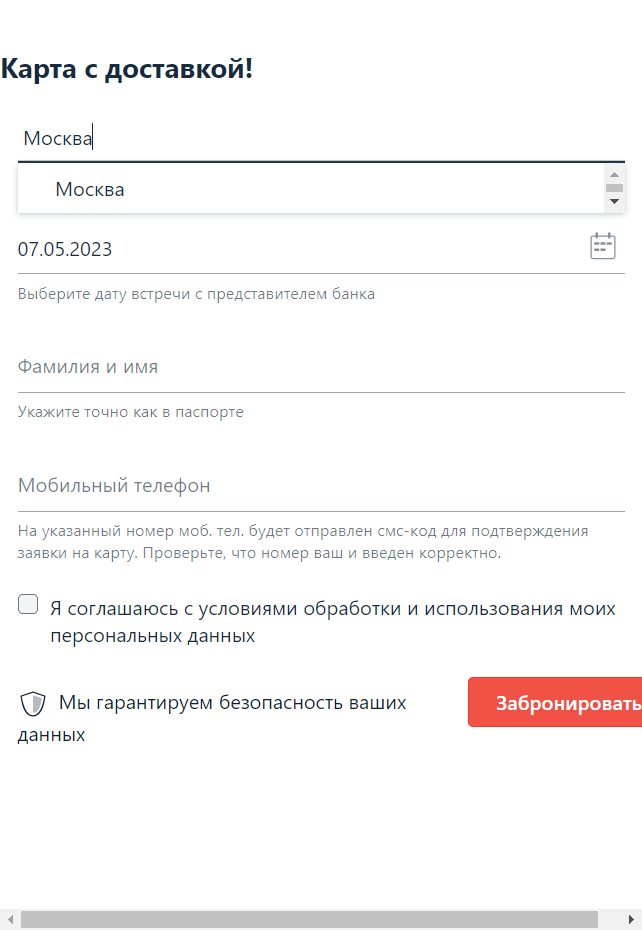 Карта с доставкой!
Москва
Москва
07.05.2023
Выберите дату встречи с представителем банка
Фамилия и имя
Укажите точно как в паспорте
Мобильный телефон
На указанный номер моб. тел. будет отправлен смс-код для подтверждения
заявки на карту. Проверьте, что номер ваш и введен корректно.
Я соглашаюсь с условиями обработки и использования моих
персональных данных
Мы гарантируем безопасность ваших
данных
Забронировать